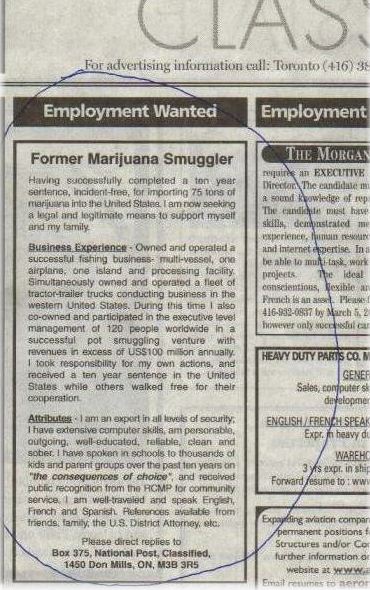 CLASS
For advertising information call: Toronto (416) 38
Employment Wanted
Former Marijuana Smuggler
Having successfully completed a ten year
sentence, incident-free, for importing 75 tons of
marijuana into the United States. I am now seeking
a legal and legitimate means to support myself
and my family.
Business Experience - Owned and operated a
successful fishing business- multi-vessel, one
airplane, one island and processing facility.
Simultaneously owned and operated a fleet of
tractor-trailer trucks conducting business in the
western United States. During this time I also
co-owned and participated in the executive level
management of 120 people worldwide in a
successful pot smuggling venture with
revenues in excess of US$100 million annually.
I took responsibility for my own actions, and
received a ten year sentence in the United
States while others walked free for their
cooperation.
Attributes - I am an expert in all levels of security;
I have extensive computer skills, am personable,
outgoing, well-educated, reliable, clean and
sober. I have spoken in schools to thousands of
kids and parent groups over the past ten years on
"the consequences of choice", and received
public recognition from the RCMP for community
service. I am well-traveled and speak English,
French and Spanish. References available from
friends, family, the U.S. District Attorney, etc.
Please direct replies to
Box 375, National Post, Classified,
1450 Don Mills, ON, M3B 3R5
Employment
THE MORGAN
requires an EXECUTIVE
Director. The candidate m
a sound knowledge of rep
The candidate must have
skills, demonstrated me
experience, human resourc
and internet expertise. In a
be able to multi-task, work
projects. The ideal
conscientious, flexible an
French is an asset. Please f
416-932-0937 by March 5, 2
however only successful can
HEAVY DUTY PARTS CO. M
GENER
Sales, computer sk
developmen
ENGLISH / FRENCH SPEAK
Expr. in heavy du
WAREHO
3 yrs expr. in ship
Forward resume to: www
Expanding aviation compan
permanent positions f
Structures and/or Co
further information on
website at www.a
Email resumes to aeror